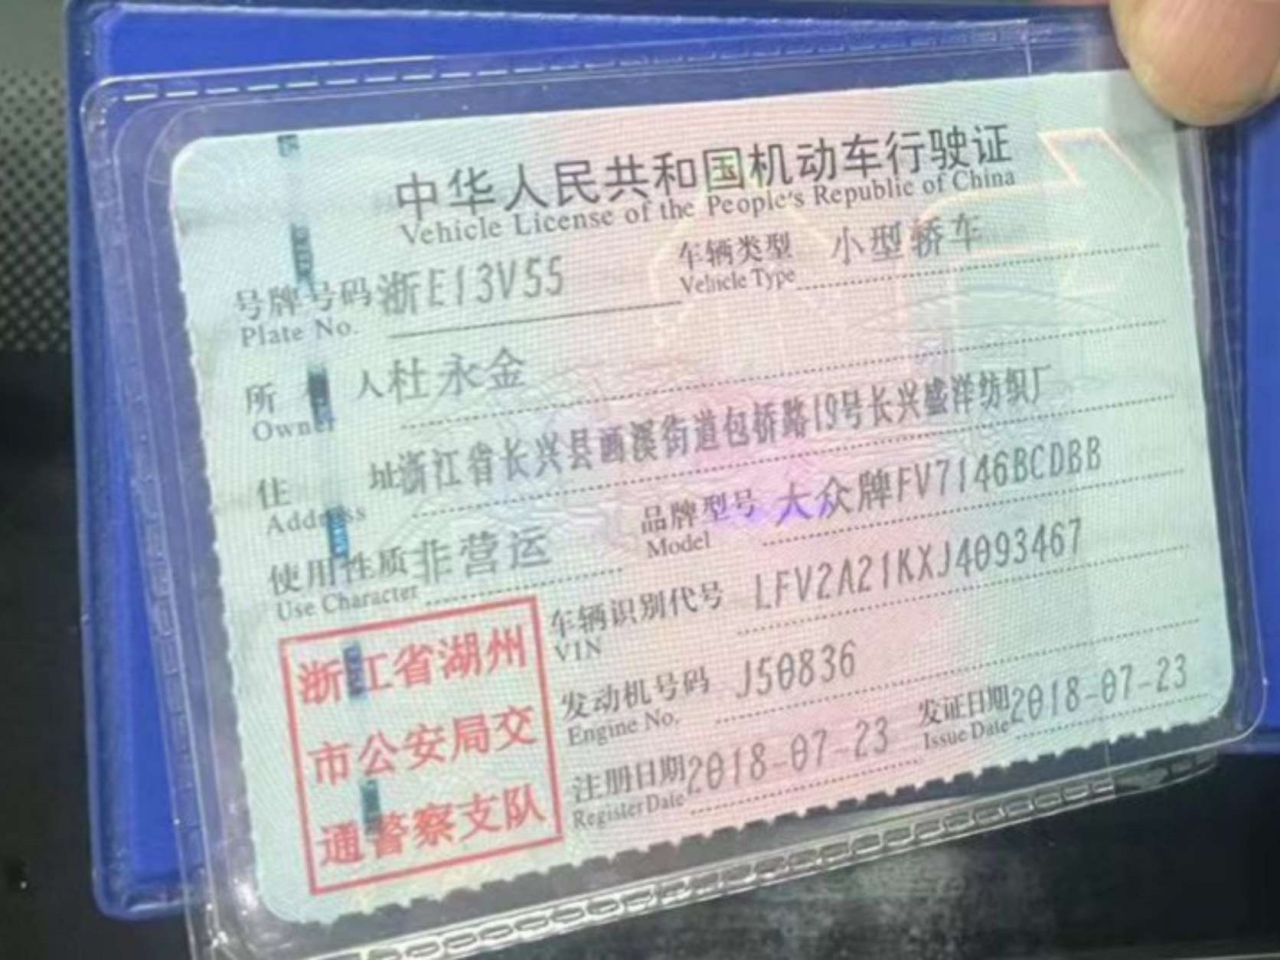 中华人民共和国机动车行驶证
Vehicle License of the People's Republic of China
号牌号码 浙E13V55 车辆类型 小型轿车
Plate No. Vehicle Type
所 人 杜永金
Owner
住 址 浙江省长兴县画溪街道包桥路19号长兴盛洋纺织厂
Address
使用性质 非营运 品牌型号 大众牌FV7146BCDBB
Use Character Model
车辆识别代号 LFV2A21KXJ4093467
VIN
发动机号码 J50836
Engine No.
注册日期 2018-07-23 发证日期 2018-07-23
Register Date Issue Date
浙江省湖州
市公安局交
通警察支队